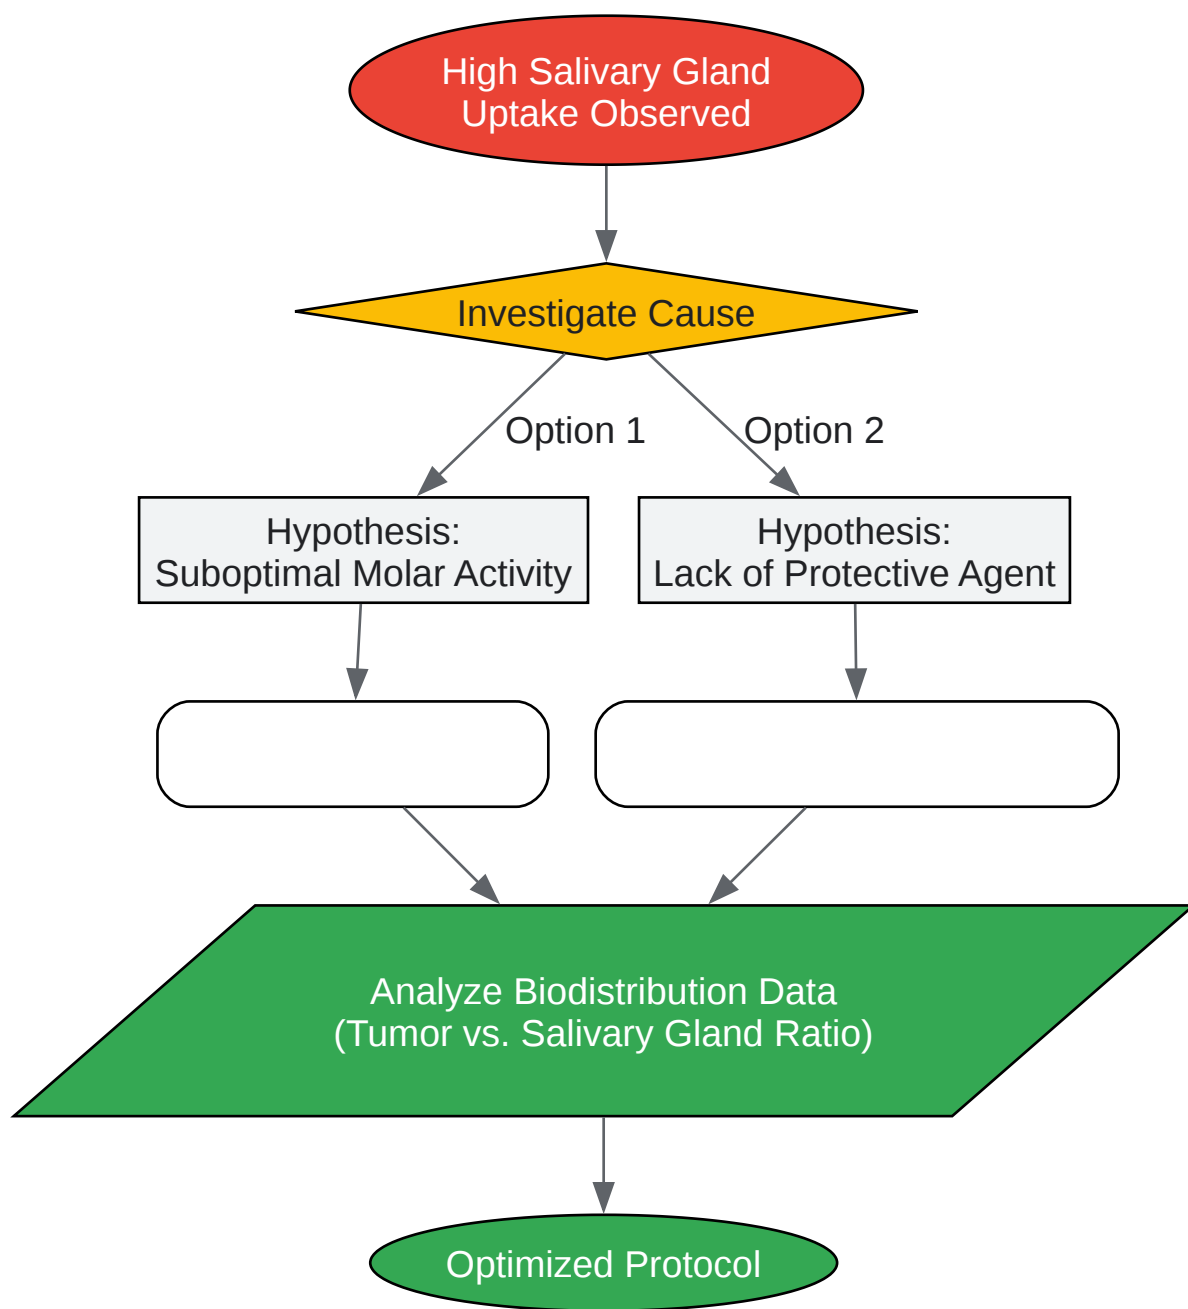 High Salivary Gland
Uptake Observed
Investigate Cause
Option 1
Option 2
Hypothesis:
Suboptimal Molar Activity
Hypothesis:
Lack of Protective Agent
Analyze Biodistribution Data
(Tumor vs. Salivary Gland Ratio)
Optimized Protocol